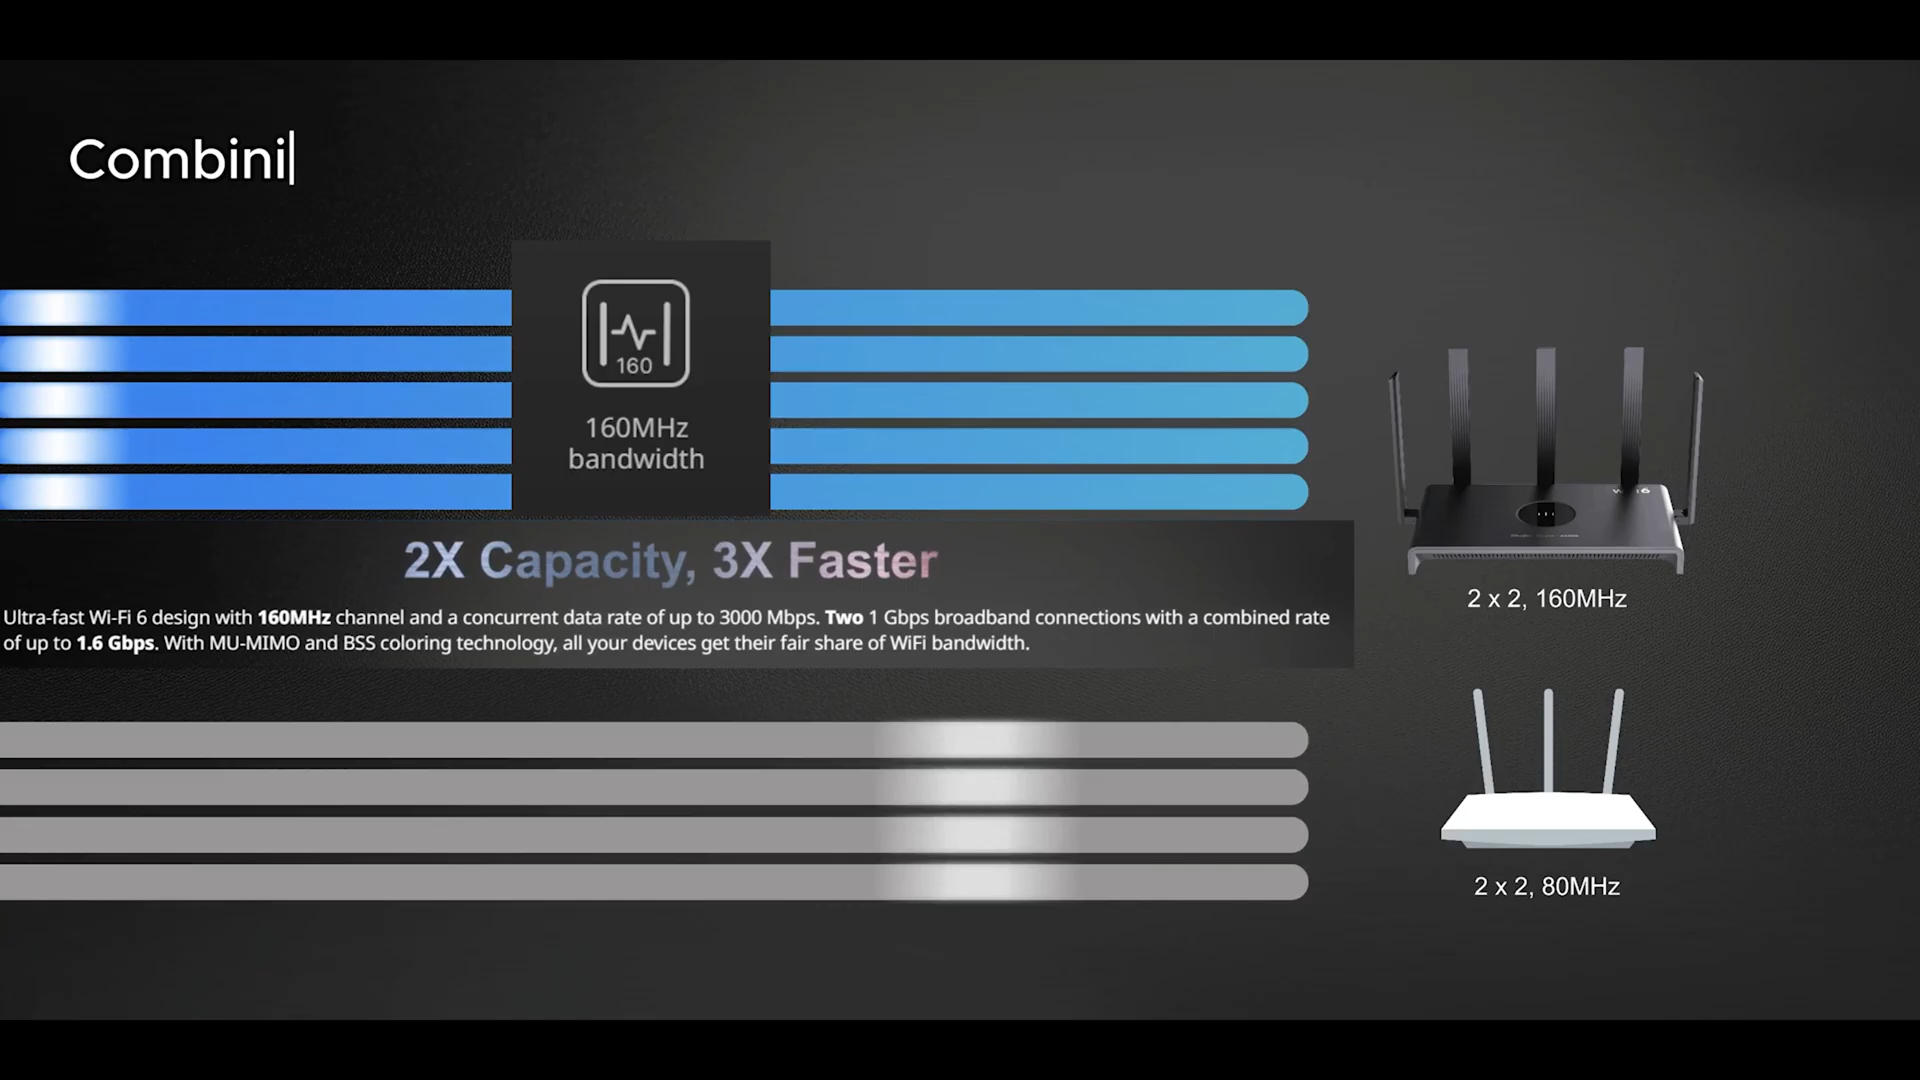 Combini
160
160MHz
bandwidth
2X Capacity, 3X Faster
Ultra-fast Wi-Fi 6 design with 160MHz channel and a concurrent data rate of up to 3000 Mbps. Two 1 Gbps broadband connections with a combined rate
of up to 1.6 Gbps. With MU-MIMO and BSS coloring technology, all your devices get their fair share of WiFi bandwidth.
2 x 2, 160MHz
2 x 2, 80MHz